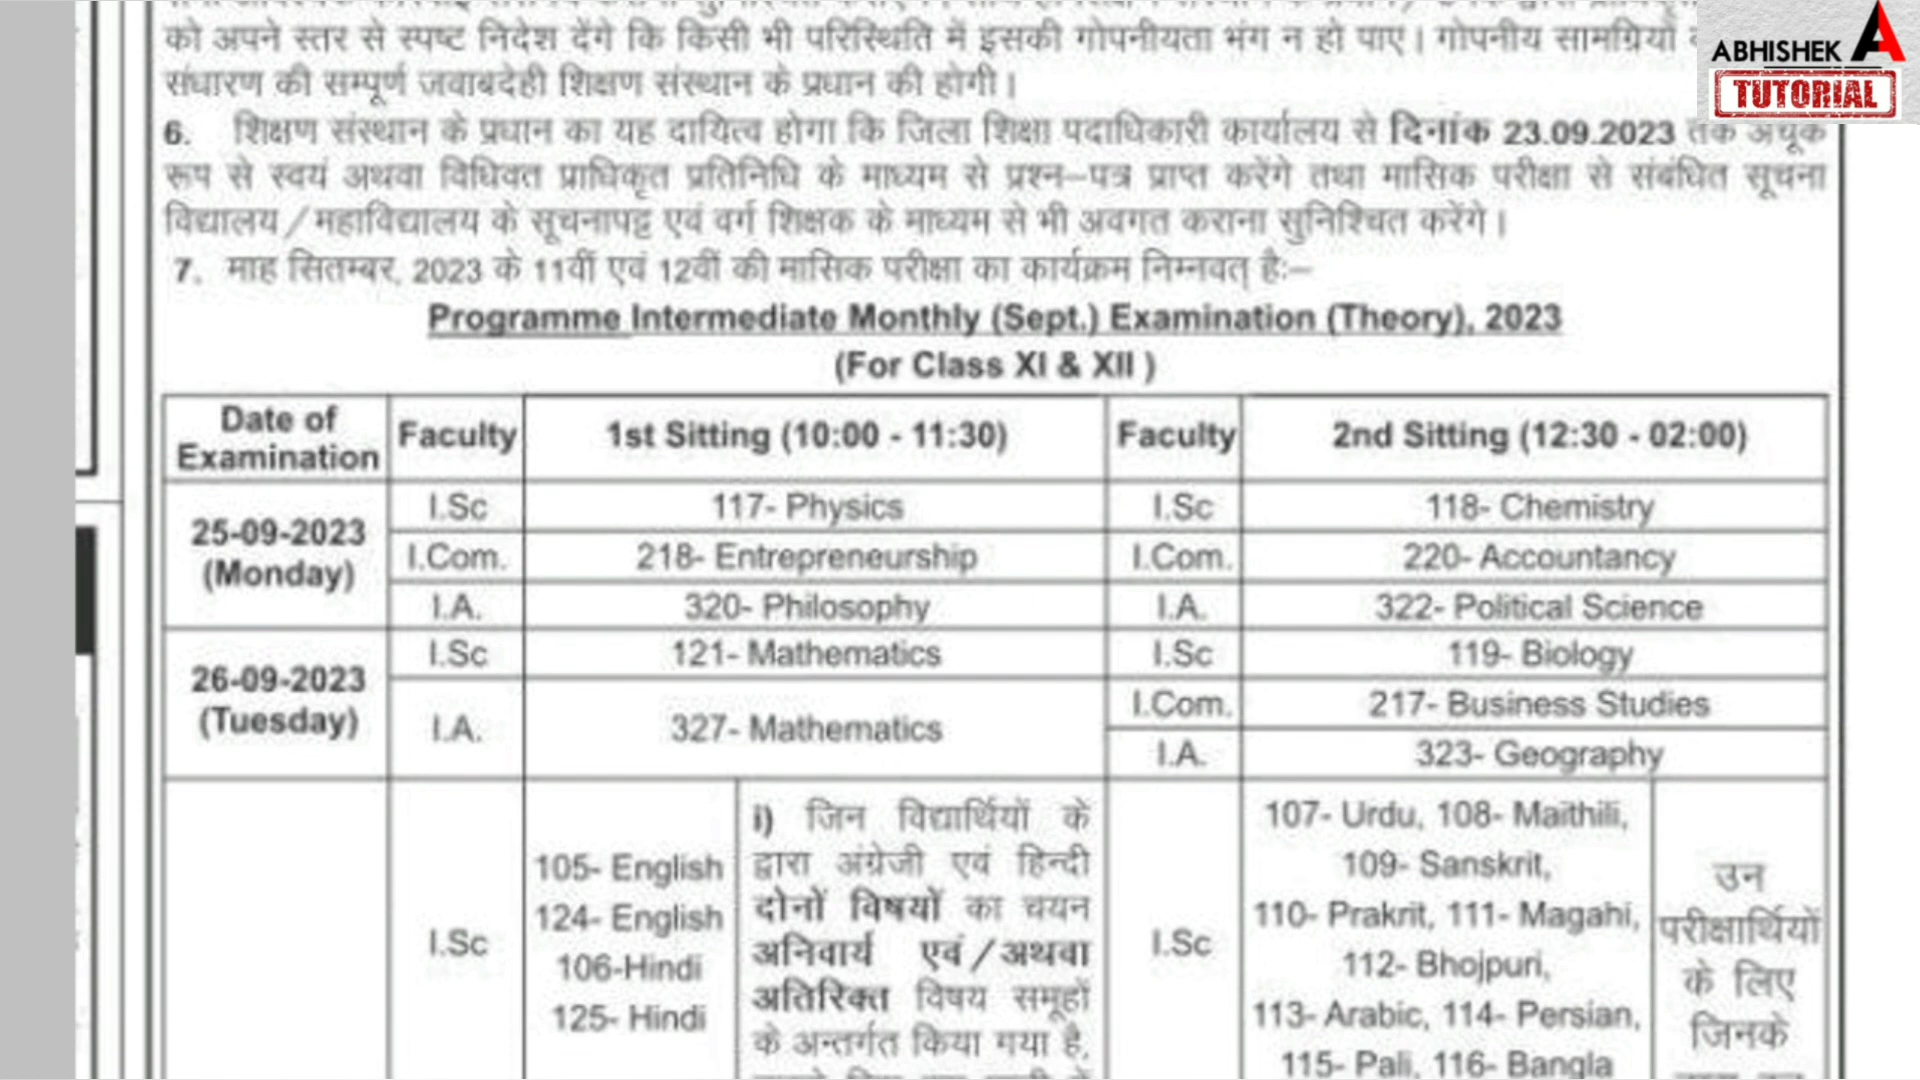 को अपने स्तर से स्पष्ट निदेश देंगे कि किसी भी परिस्थिति में इसकी गोपनीयता भंग न हो पाए। गोपनीय सामग्रियों
संधारण की सम्पूर्ण जवाबदेही शिक्षण संस्थान के प्रधान की होगी।
ABHISHEK
TUTORIAL
6. शिक्षण संस्थान के प्रधान का यह दायित्व होगा कि जिला शिक्षा पदाधिकारी कार्यालय से दिनांक 23.09.2023 तक अचूक
रूप से स्वयं अथवा विधिवत प्राधिकृत प्रतिनिधि के माध्यम से प्रश्न–पत्र प्राप्त करेंगे तथा मासिक परीक्षा से संबंधित सूचना
विद्यालय/महाविद्यालय के सूचनापट्ट एवं वर्ग शिक्षक के माध्यम से भी अवगत कराना सुनिश्चित करेंगे।
7. माह सितम्बर, 2023 के 11वीं एवं 12वीं की मासिक परीक्षा का कार्यक्रम निम्नवत् है:–
Programme Intermediate Monthly (Sept.) Examination (Theory), 2023
(For Class XI & XII )
Date of Examination Faculty 1st Sitting (10:00 - 11:30) Faculty 2nd Sitting (12:30 - 02:00)
25-09-2023 (Monday)
I.Sc 117- Physics I.Sc 118- Chemistry
I.Com. 218- Entrepreneurship I.Com. 220- Accountancy
I.A. 320- Philosophy I.A. 322- Political Science
26-09-2023 (Tuesday)
I.Sc 121- Mathematics I.Sc 119- Biology
I.A. 327- Mathematics
I.Com. 217- Business Studies
I.A. 323- Geography
I.Sc
105- English
124- English
106-Hindi
125- Hindi
i) जिन विद्यार्थियों के
द्वारा अंग्रेजी एवं हिन्दी
दोनों विषयों का चयन
अनिवार्य एवं/अथवा
अतिरिक्त विषय समूहों
के अन्तर्गत किया गया है,
I.Sc
107- Urdu, 108- Maithili,
109- Sanskrit,
110- Prakrit, 111- Magahi,
112- Bhojpuri,
113- Arabic, 114- Persian,
115- Pali, 116- Bangla
उन
परीक्षार्थियों
के लिए
जिनके